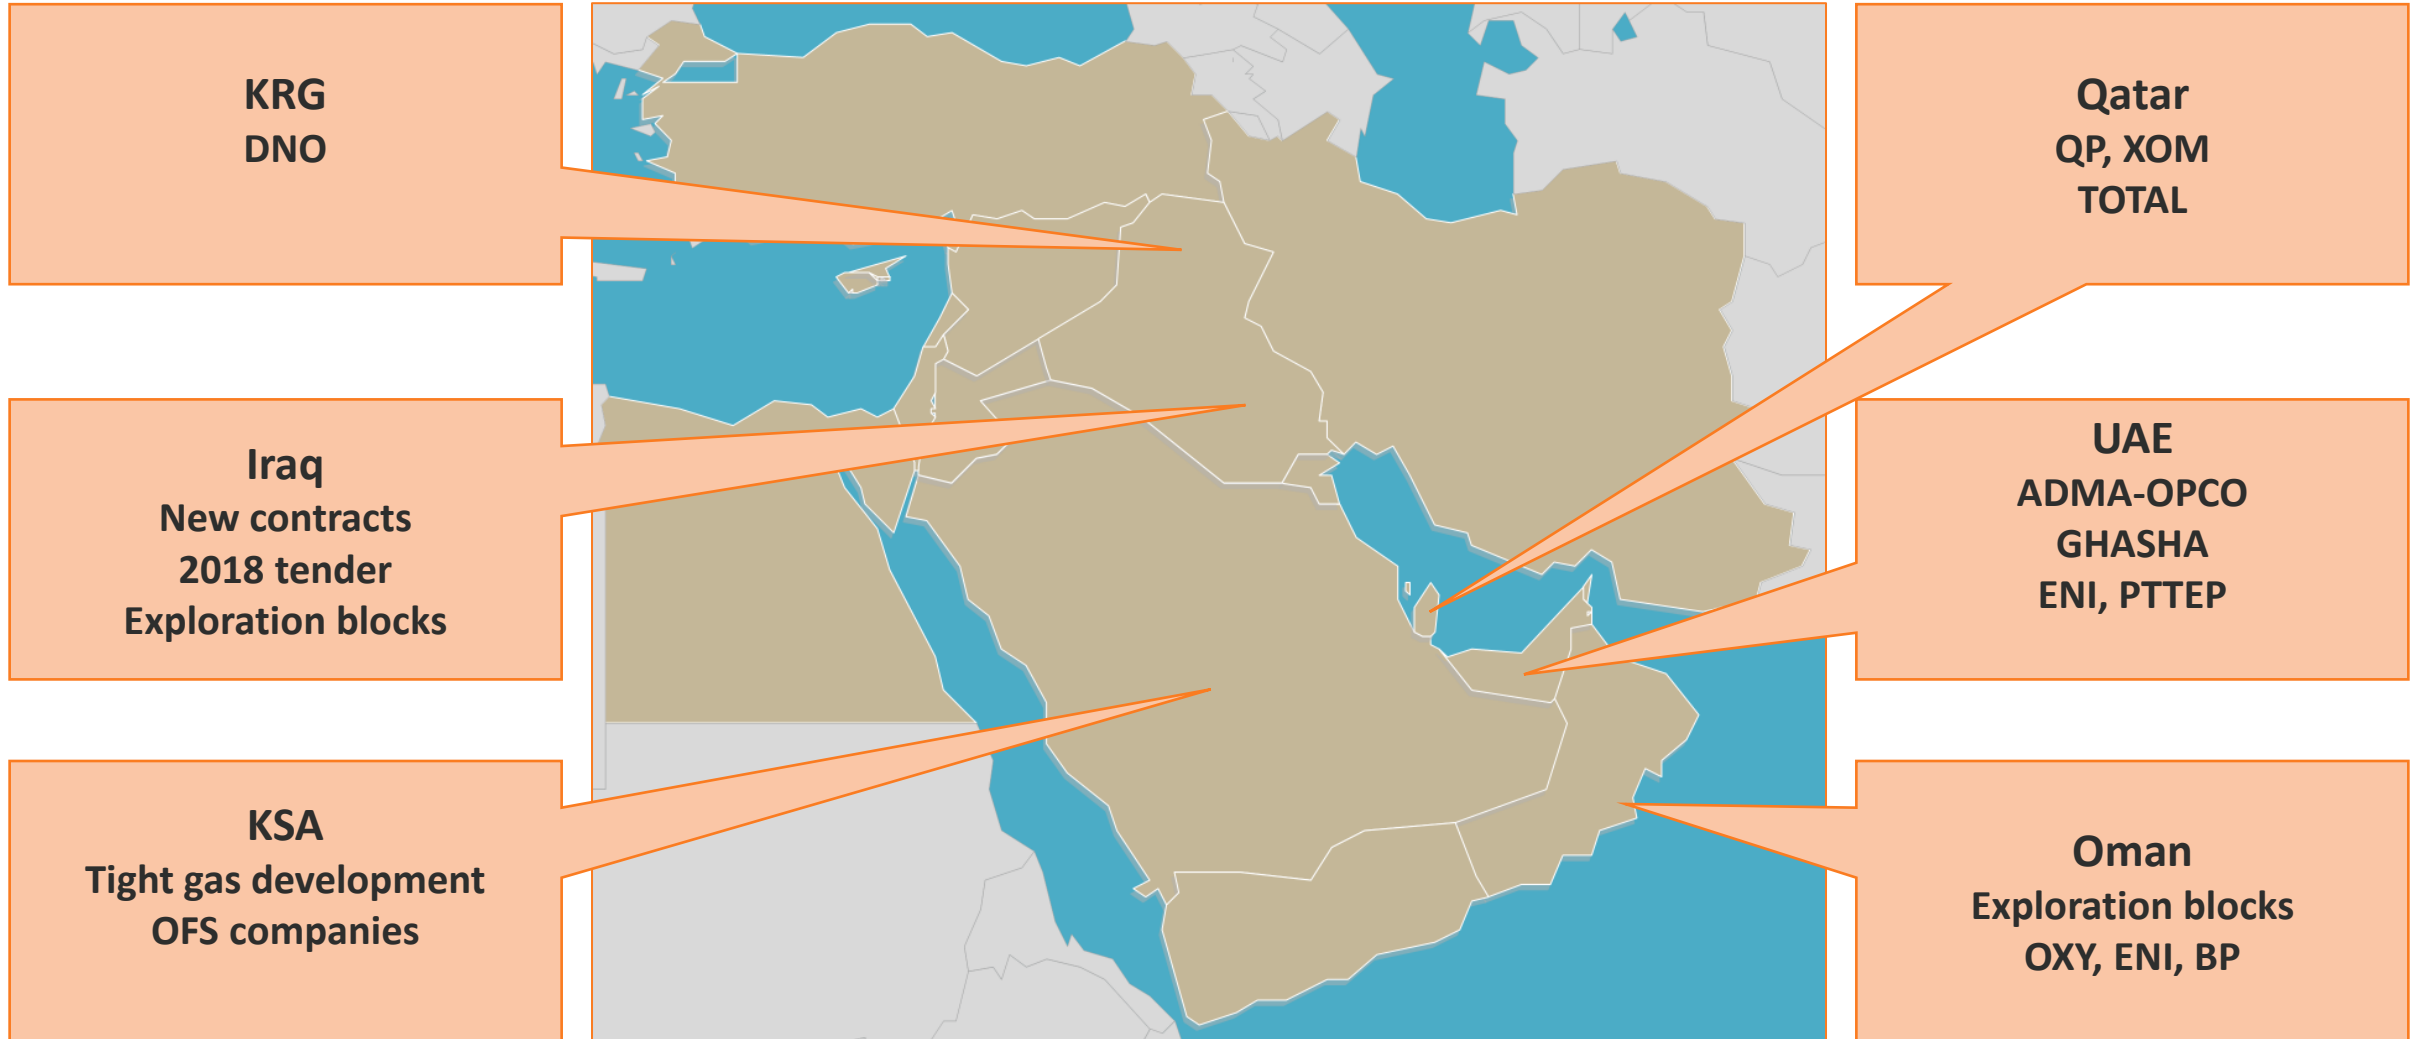 KRG
DNO
Iraq
New contracts
2018 tender
Exploration blocks
KSA
Tight gas development
OFS companies
Qatar
QP, XOM
TOTAL
UAE
ADMA-OPCO
GHASHA
ENI, PTTEP
Oman
Exploration blocks
OXY, ENI, BP